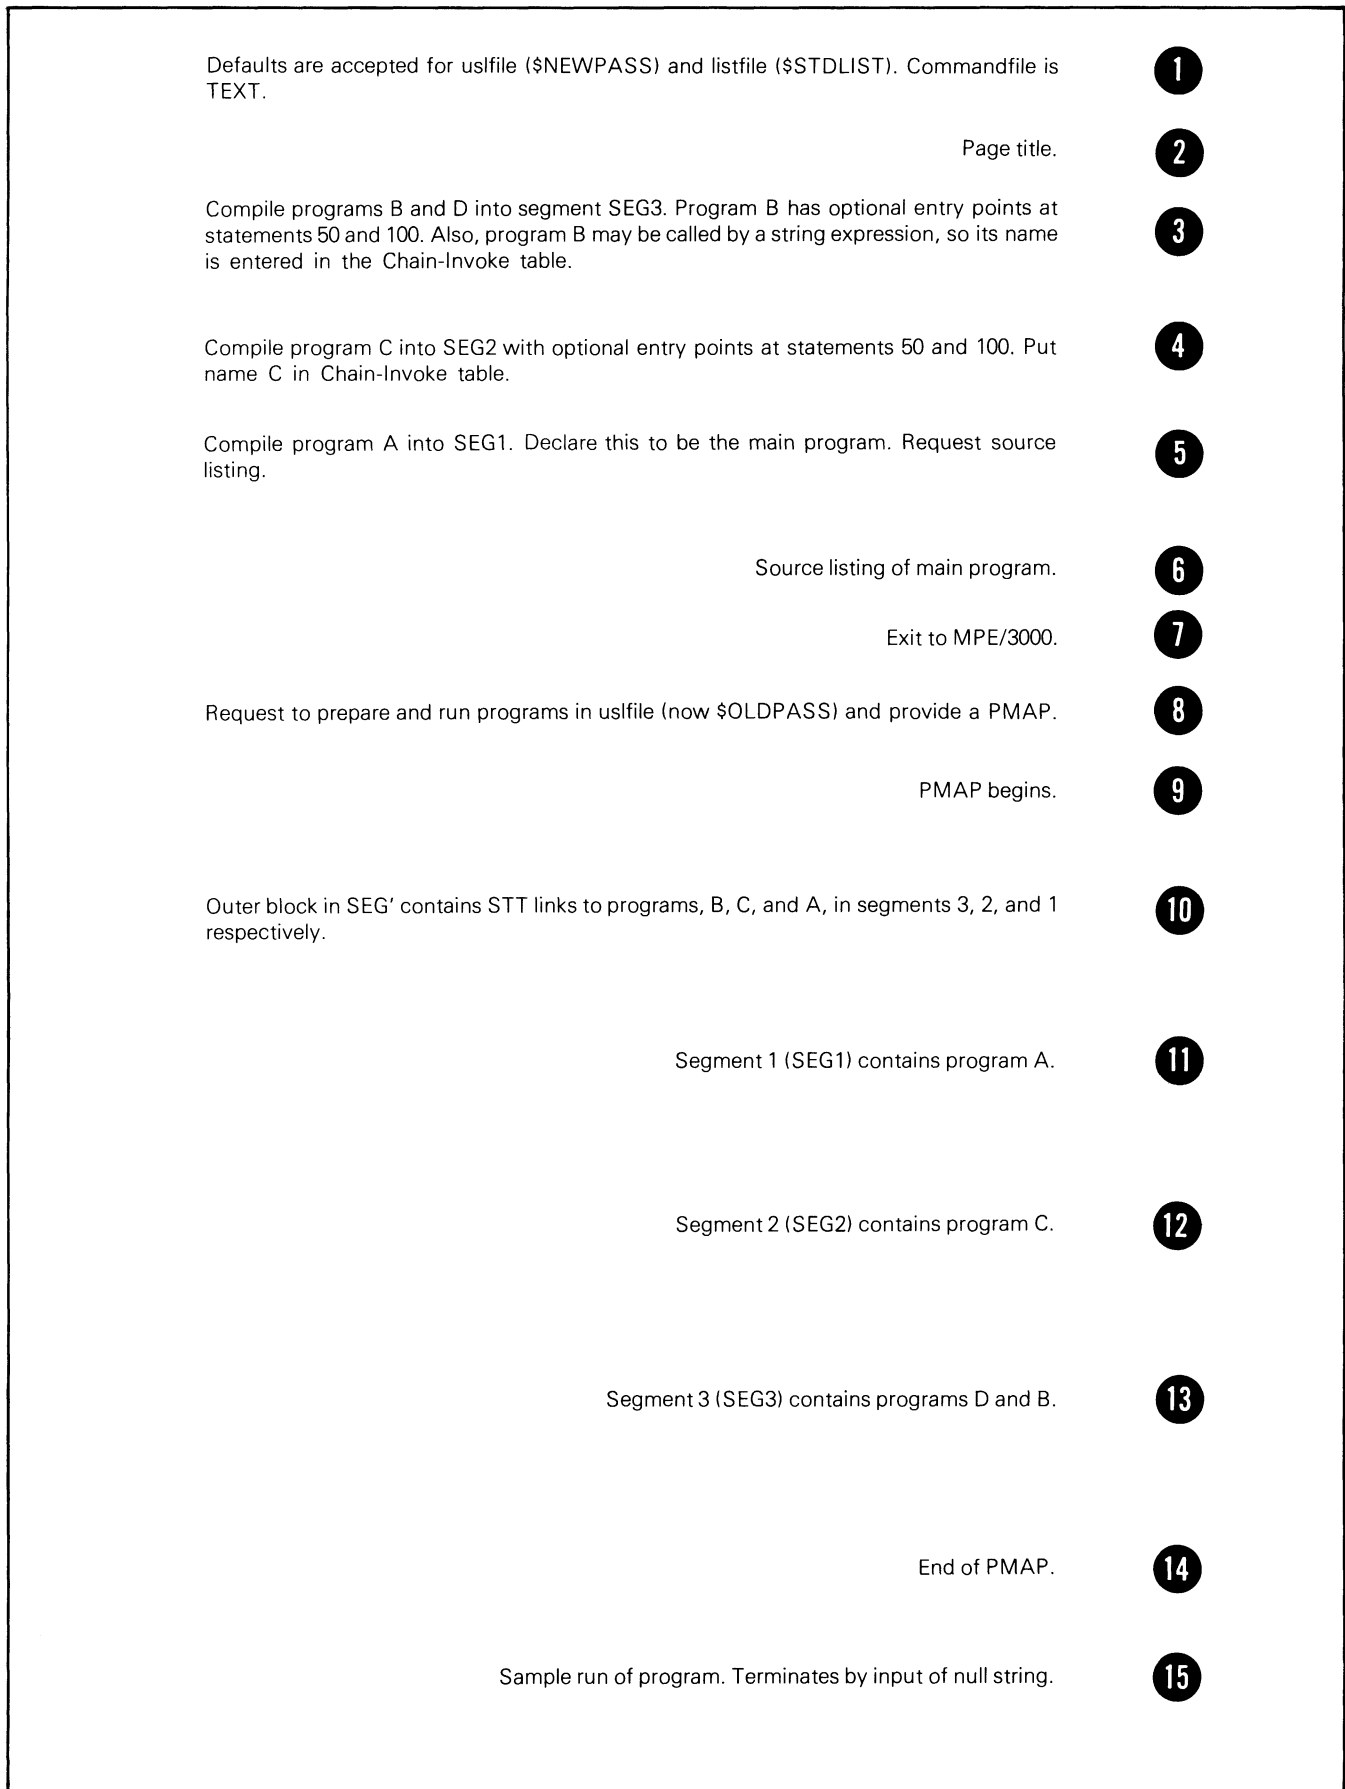 Defaults are accepted for uslfile ($NEWPASS) and listfile ($STDLIST). Commandfile is 1
TEXT.
Page title. 2
Compile programs B and D into segment SEG3. Program B has optional entry points at
statements 50 and 100. Also, program B may be called by a string expression, so its name 3
is entered in the Chain-Invoke table.
Compile program C into SEG2 with optional entry points at statements 50 and 100. Put 4
name C in Chain-Invoke table.
Compile program A into SEG1. Declare this to be the main program. Request source 5
listing.
Source listing of main program. 6
Exit to MPE/3000. 7
Request to prepare and run programs in uslfile (now $OLDPASS) and provide a PMAP. 8
PMAP begins. 9
Outer block in SEG' contains STT links to programs, B, C, and A, in segments 3, 2, and 1 10
respectively.
Segment 1 (SEG1) contains program A. 11
Segment 2 (SEG2) contains program C. 12
Segment 3 (SEG3) contains programs D and B. 13
End of PMAP. 14
Sample run of program. Terminates by input of null string. 15